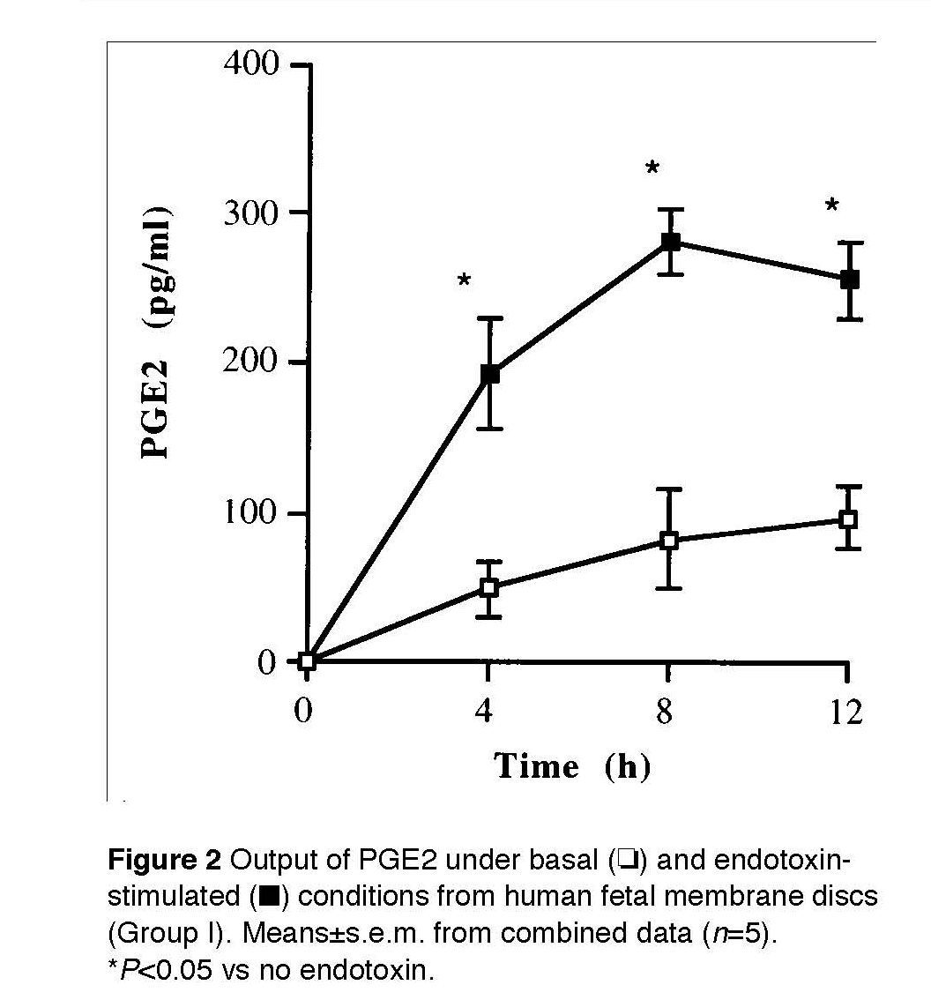 400
300
200
100
0
PGE2 (pg/ml)
*
*
*
0 4 8 12
Time (h)
Figure 2 Output of PGE2 under basal (❏) and endotoxin-
stimulated (■) conditions from human fetal membrane discs
(Group I). Means±s.e.m. from combined data (n=5).
*P<0.05 vs no endotoxin.